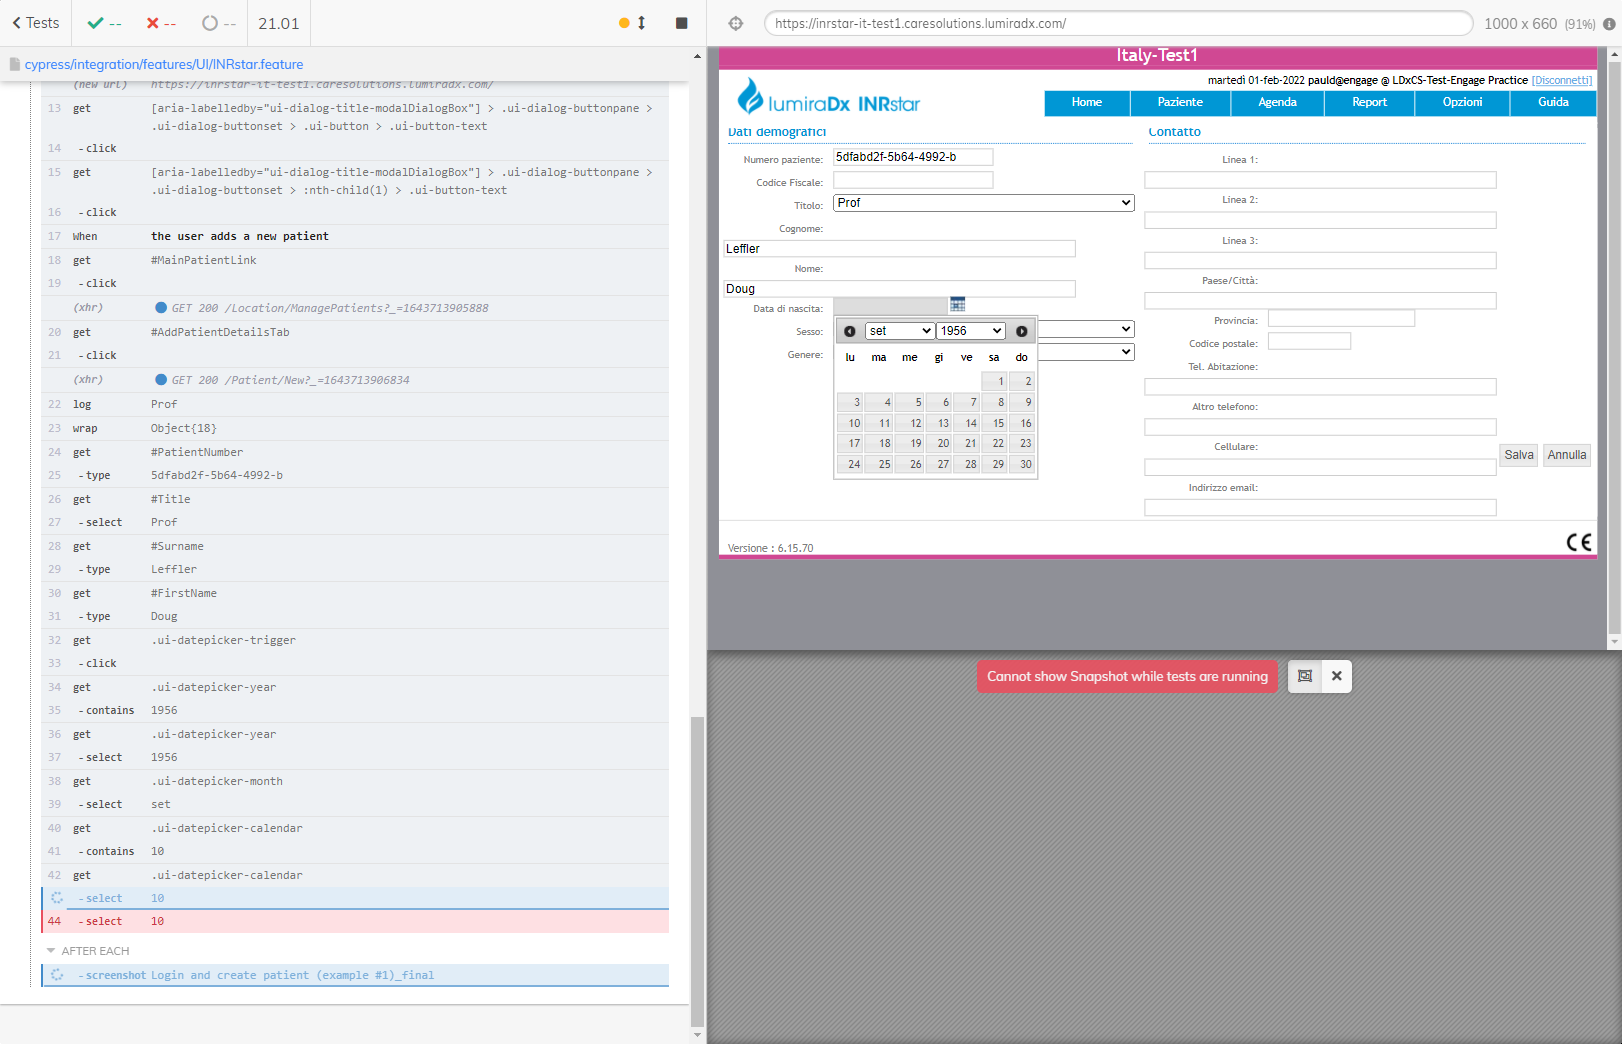 Tests
--
--
--
21.01
cypress/integration/features/UI/INRstar.feature
(new url) https://inrstar-it-test1.caresolutions.lumiradx.com/
13 get [aria-labelledby="ui-dialog-title-modalDialogBox"] > .ui-dialog-buttonpane >
.ui-dialog-buttonset > .ui-button > .ui-button-text
14 -click
15 get [aria-labelledby="ui-dialog-title-modalDialogBox"] > .ui-dialog-buttonpane >
.ui-dialog-buttonset > :nth-child(1) > .ui-button-text
16 -click
17 When the user adds a new patient
18 get #MainPatientLink
19 -click
(xhr) GET 200 /Location/ManagePatients?_=1643713905888
20 get #AddPatientDetailsTab
21 -click
(xhr) GET 200 /Patient/New?_=1643713906834
22 log Prof
23 wrap Object{18}
24 get #PatientNumber
25 -type 5dfabd2f-5b64-4992-b
26 get #Title
27 -select Prof
28 get #Surname
29 -type Leffler
30 get #FirstName
31 -type Doug
32 get .ui-datepicker-trigger
33 -click
34 get .ui-datepicker-year
35 -contains 1956
36 get .ui-datepicker-year
37 -select 1956
38 get .ui-datepicker-month
39 -select set
40 get .ui-datepicker-calendar
41 -contains 10
42 get .ui-datepicker-calendar
-select 10
44 -select 10
AFTER EACH
-screenshot Login and create patient (example #1)_final
https://inrstar-it-test1.caresolutions.lumiradx.com/
1000 x 660 (91%)
Italy-Test1
martedì 01-feb-2022 pauld@engage @ LDxCS-Test-Engage Practice [Disconnetti]
lumiraDx INRstar
Home Paziente Agenda Report Opzioni Guida
Dati demografici
Numero paziente: 5dfabd2f-5b64-4992-b
Codice Fiscale:
Titolo: Prof
Cognome:
Leffler
Nome:
Doug
Data di nascita:
Sesso:
Genere:
set 1956
lu ma me gi ve sa do
1 2
3 4 5 6 7 8 9
10 11 12 13 14 15 16
17 18 19 20 21 22 23
24 25 26 27 28 29 30
Contatto
Linea 1:
Linea 2:
Linea 3:
Paese/Città:
Provincia:
Codice postale:
Tel. Abitazione:
Altro telefono:
Cellulare:
Indirizzo email:
Salva Annulla
Versione : 6.15.70
CE
Cannot show Snapshot while tests are running